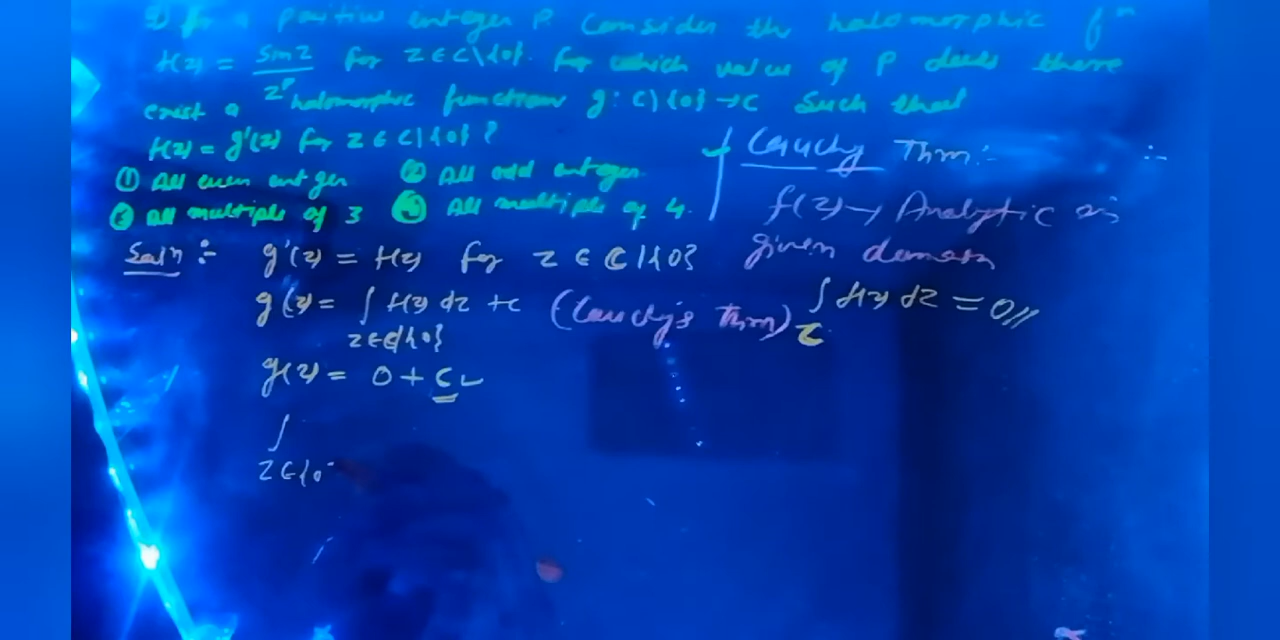 for a positive integer P. Consider the holomorphic fⁿ
f(z) = sinz / z^P for z ∈ C\{0}. for which value of P does there
exist a holomorphic function g: C\{0} → C such that
f(z) = g'(z) for z ∈ C\{0}?
① All even integer ② All odd integer
③ All multiple of 3 ④ All multiple of 4.
Cauchy Thm:-
f(z) → Analytic
given domain
∫_C f(z) dz = 0//
Solⁿ :- g'(z) = f(z) for z ∈ C\{0}
g(z) = ∫ f(z) dz + c (Cauchy's Thm)
z ∈ C\{0}
g(z) = 0 + C
∫
z ∈ {0